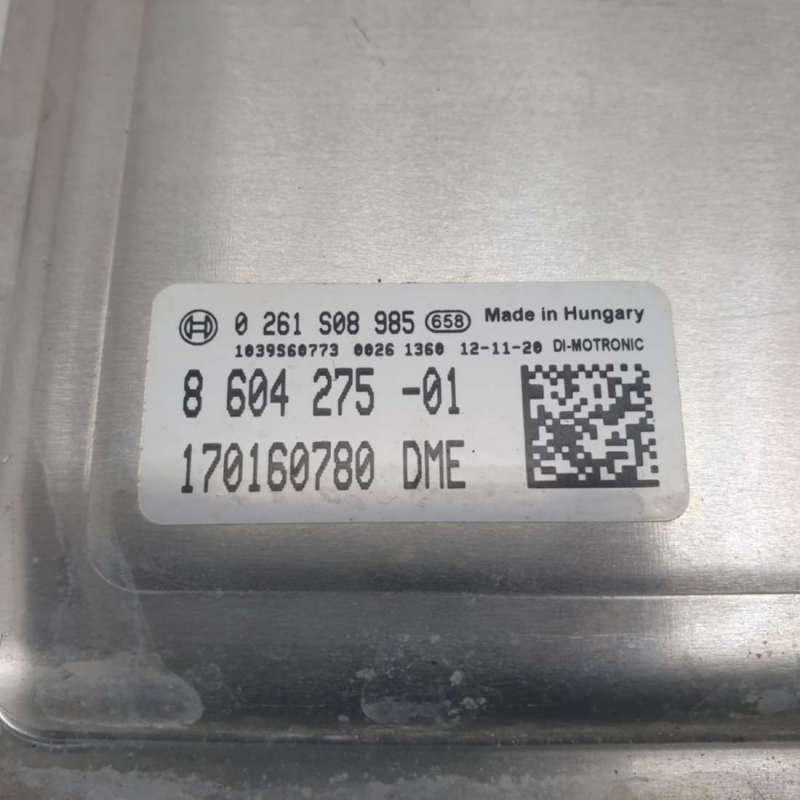 0 261 S08 985 658 Made in Hungary
1039S60773 0026 1360 12-11-20 DI-MOTRONIC
8 604 275 -01
170160780 DME